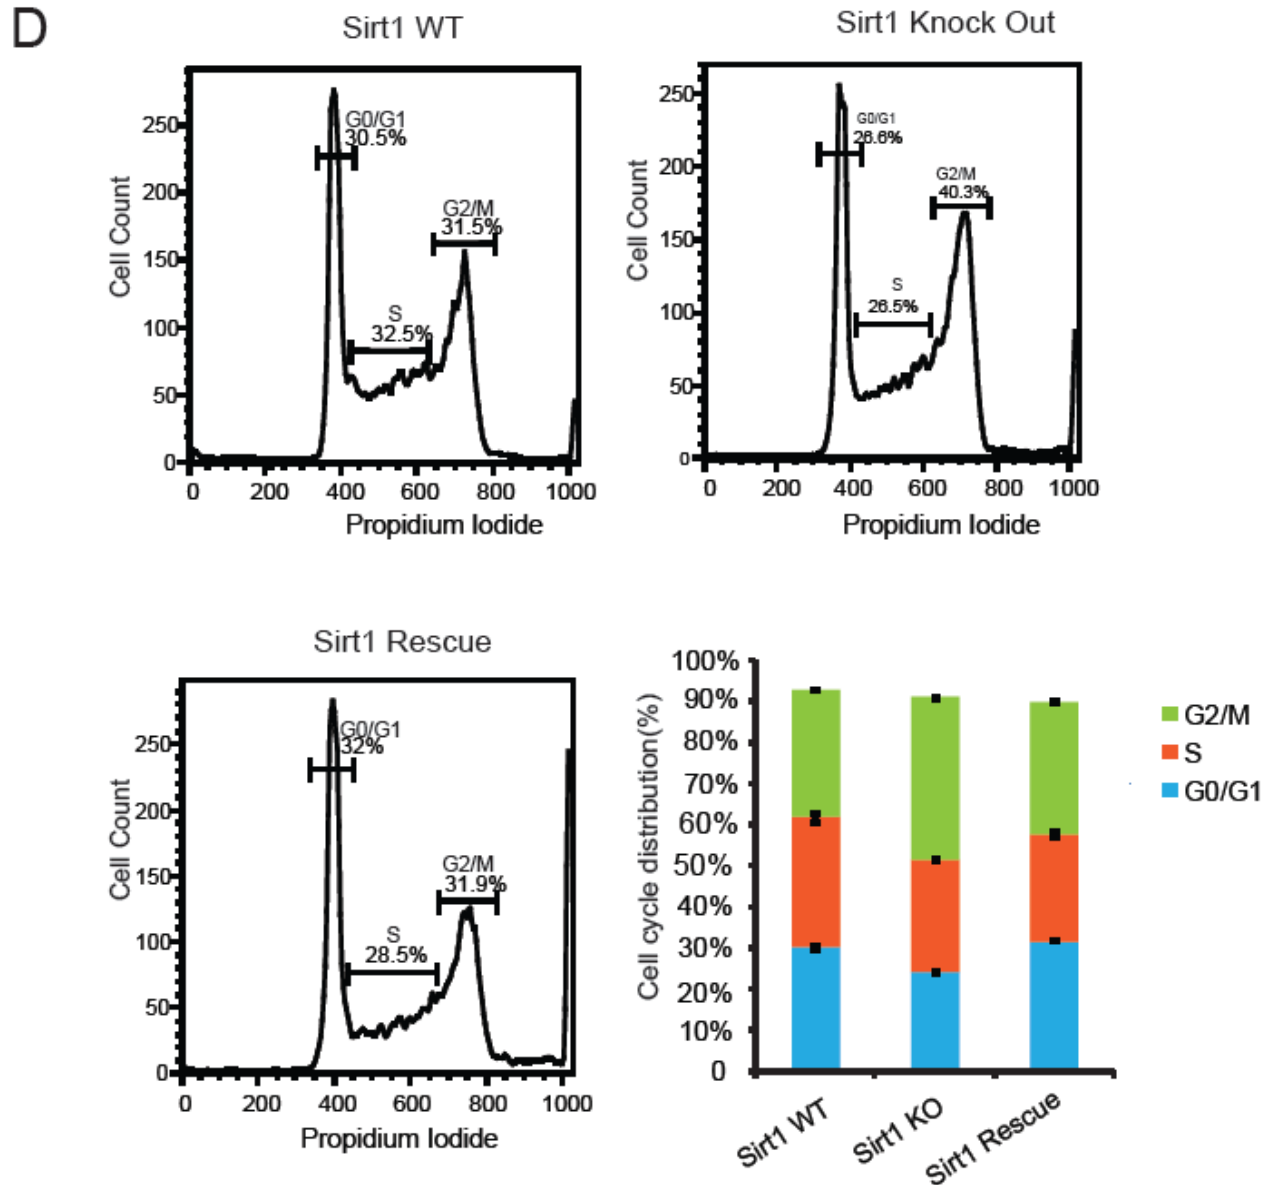 D
Sirt1 WT
Cell Count
250
200
150
100
50
0
G0/G1
30.5%
S
32.5%
G2/M
31.5%
0 200 400 600 800 1000
Propidium Iodide
Sirt1 Knock Out
Cell Count
250
200
150
100
50
0
G0/G1
26.6%
S
26.5%
G2/M
40.3%
0 200 400 600 800 1000
Propidium Iodide
Sirt1 Rescue
Cell Count
250
200
150
100
50
0
G0/G1
32%
S
28.5%
G2/M
31.9%
0 200 400 600 800 1000
Propidium Iodide
Cell cycle distribution(%)
100%
90%
80%
70%
60%
50%
40%
30%
20%
10%
0
Sirt1 WT
Sirt1 KO
Sirt1 Rescue
G2/M
S
G0/G1